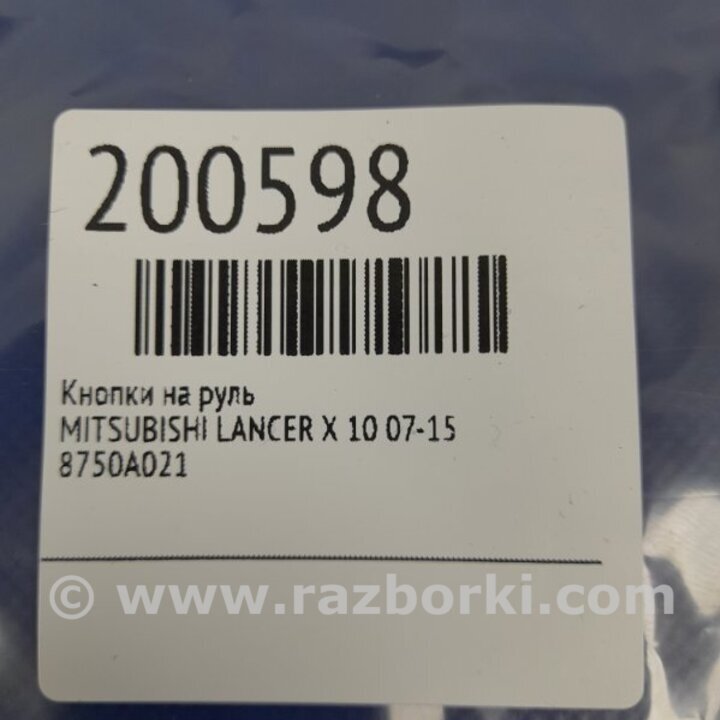 200598
Кнопки на руль
MITSUBISHI LANCER X 10 07-15
8750A021
© www.razborki.com